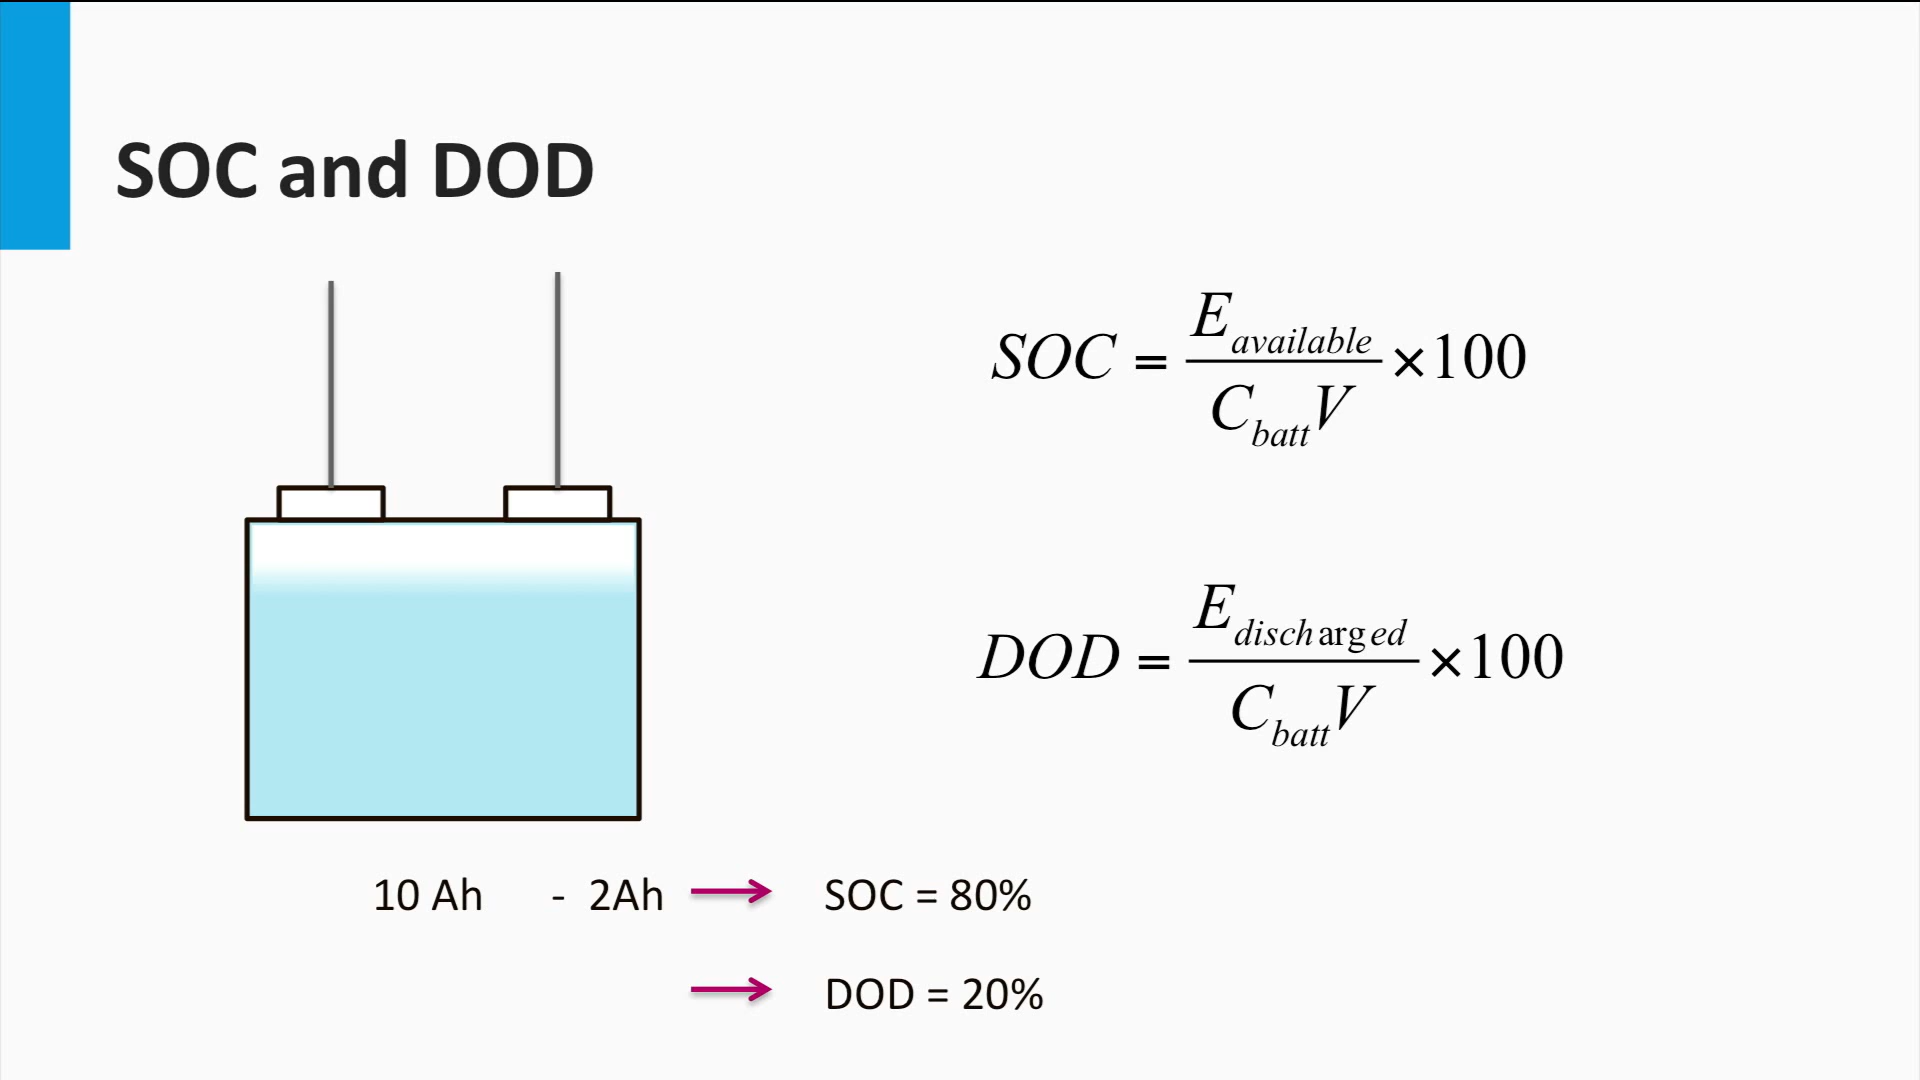 SOC and DOD
SOC = E_available / C_batt V ×100
DOD = E_discharged / C_batt V ×100
10 Ah - 2Ah → SOC = 80%
→ DOD = 20%